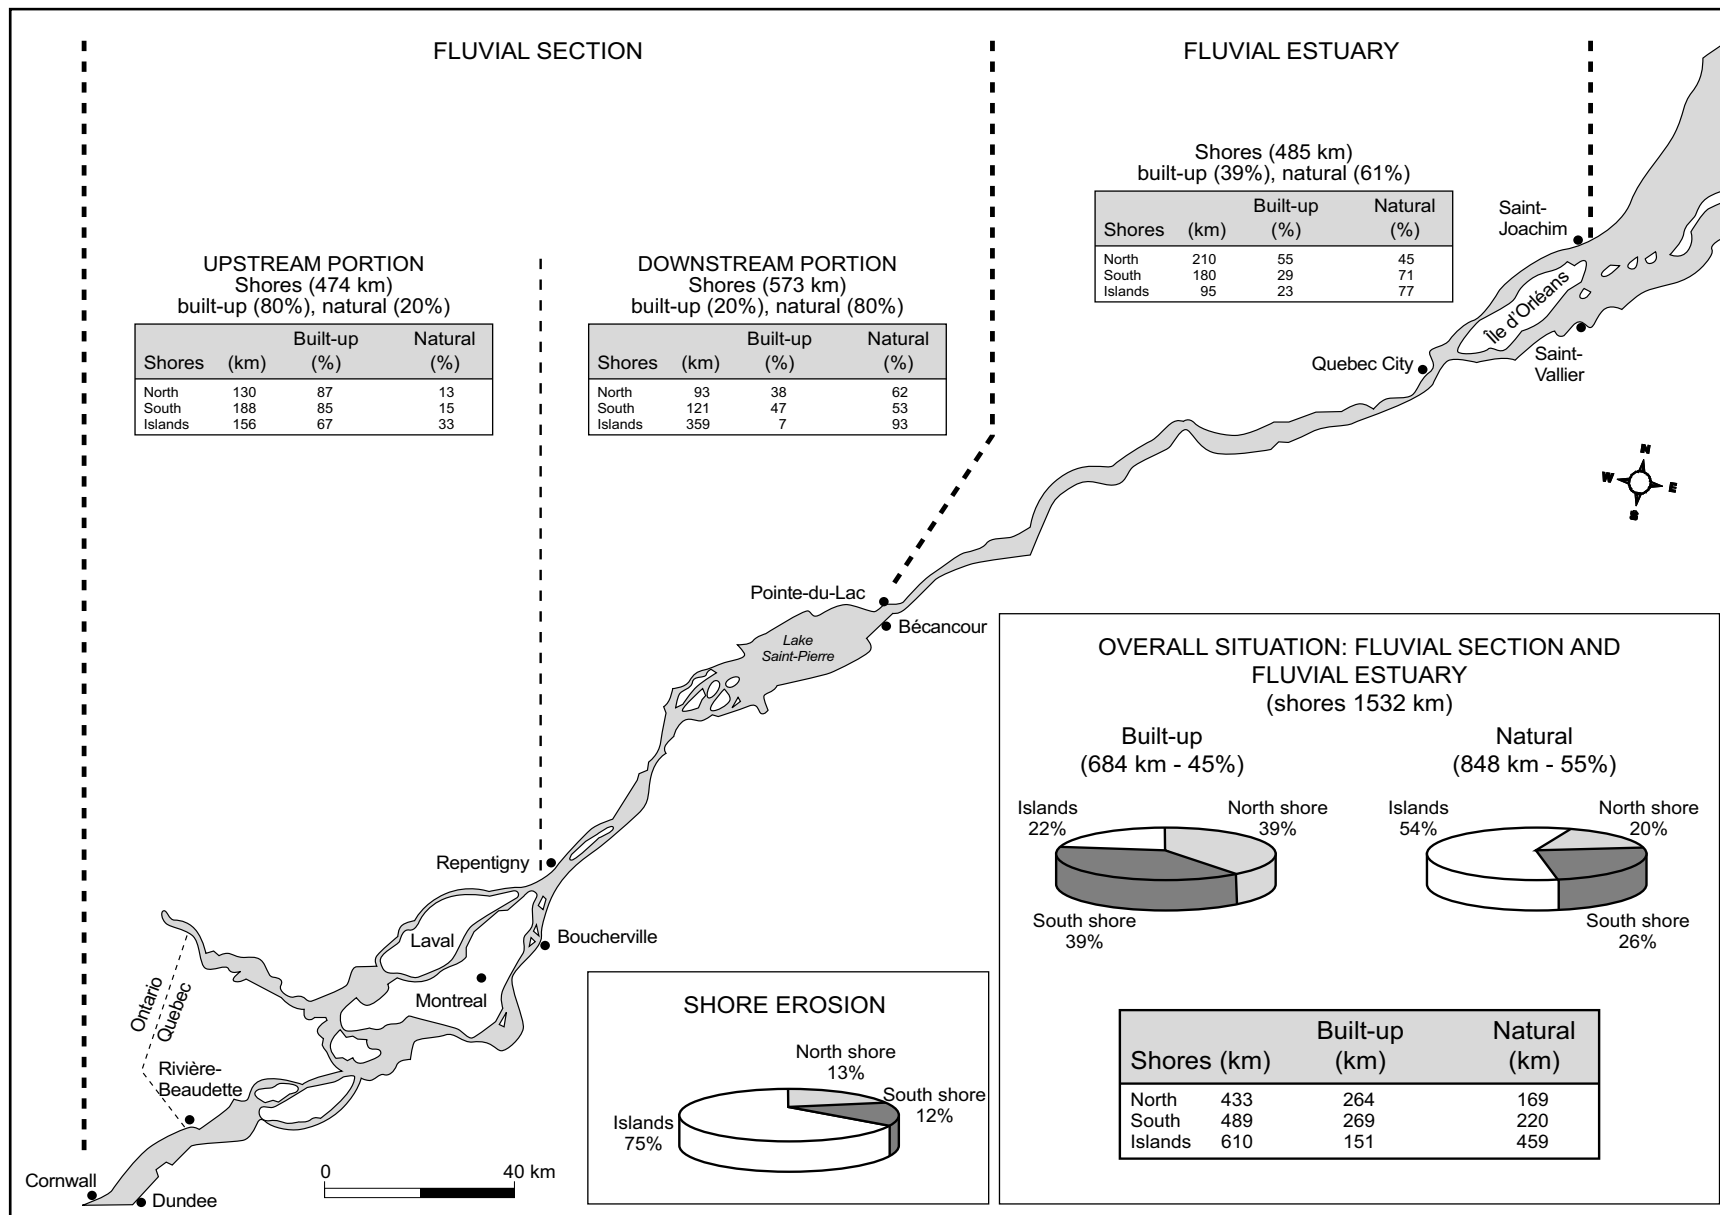 FLUVIAL SECTION
FLUVIAL ESTUARY
Shores (485 km)
built-up (39%), natural (61%)
Built-up Natural
Shores (km) (%) (%)
North 210 55 45
South 180 29 71
Islands 95 23 77
UPSTREAM PORTION
Shores (474 km)
built-up (80%), natural (20%)
Built-up Natural
Shores (km) (%) (%)
North 130 87 13
South 188 85 15
Islands 156 67 33
DOWNSTREAM PORTION
Shores (573 km)
built-up (20%), natural (80%)
Built-up Natural
Shores (km) (%) (%)
North 93 38 62
South 121 47 53
Islands 359 7 93
Saint-
Joachim
Île d'Orléans
Quebec City
Saint-
Vallier
N
W
E
S
Pointe-du-Lac
Bécancour
Lake
Saint-Pierre
Repentigny
Boucherville
Laval
Montreal
Ontario
Quebec
Rivière-
Beaudette
Cornwall
Dundee
0 40 km
SHORE EROSION
North shore
13%
South shore
12%
Islands
75%
OVERALL SITUATION: FLUVIAL SECTION AND
FLUVIAL ESTUARY
(shores 1532 km)
Built-up
(684 km - 45%)
Islands
22%
North shore
39%
South shore
39%
Natural
(848 km - 55%)
Islands
54%
North shore
20%
South shore
26%
Built-up Natural
Shores (km) (km) (km)
North 433 264 169
South 489 269 220
Islands 610 151 459